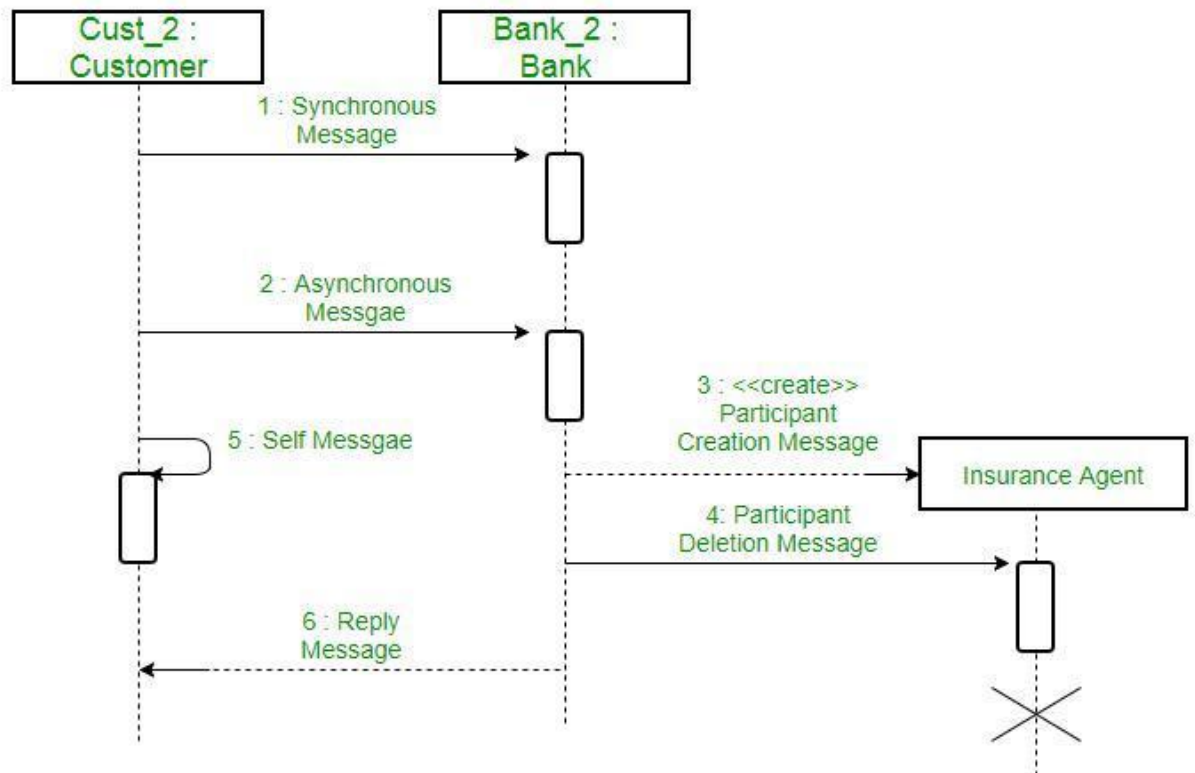 Cust_2 :
Customer
Bank_2 :
Bank
1 : Synchronous
Message
2 : Asynchronous
Messgae
3 : <<create>>
Participant
Creation Message
5 : Self Messgae
Insurance Agent
4: Participant
Deletion Message
6 : Reply
Message